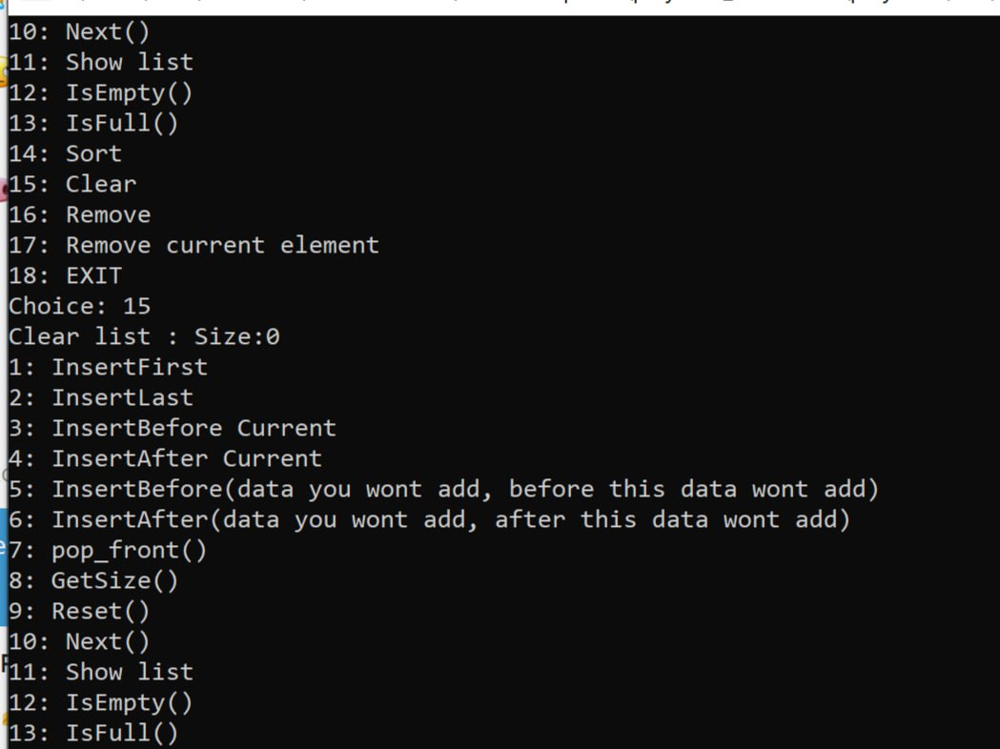 10: Next()
11: Show list
12: IsEmpty()
13: IsFull()
14: Sort
15: Clear
16: Remove
17: Remove current element
18: EXIT
Choice: 15
Clear list : Size:0
1: InsertFirst
2: InsertLast
3: InsertBefore Current
4: InsertAfter Current
5: InsertBefore(data you wont add, before this data wont add)
6: InsertAfter(data you wont add, after this data wont add)
7: pop_front()
8: GetSize()
9: Reset()
10: Next()
11: Show list
12: IsEmpty()
13: IsFull()